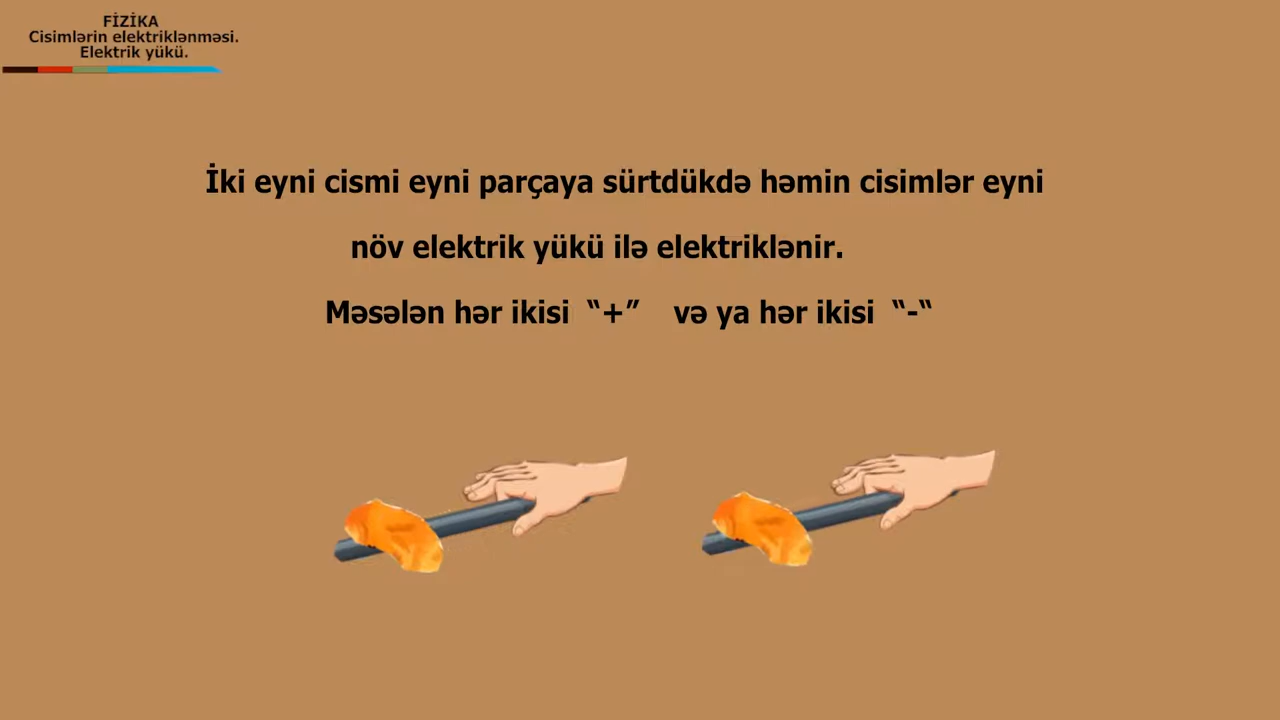 FİZİKA
Cisimlərin elektriklənməsi.
Elektrik yükü.
İki eyni cismi eyni parçaya sürtdükdə həmin cisimlər eyni
növ elektrik yükü ilə elektriklənir.
Məsələn hər ikisi “+” və ya hər ikisi “-“